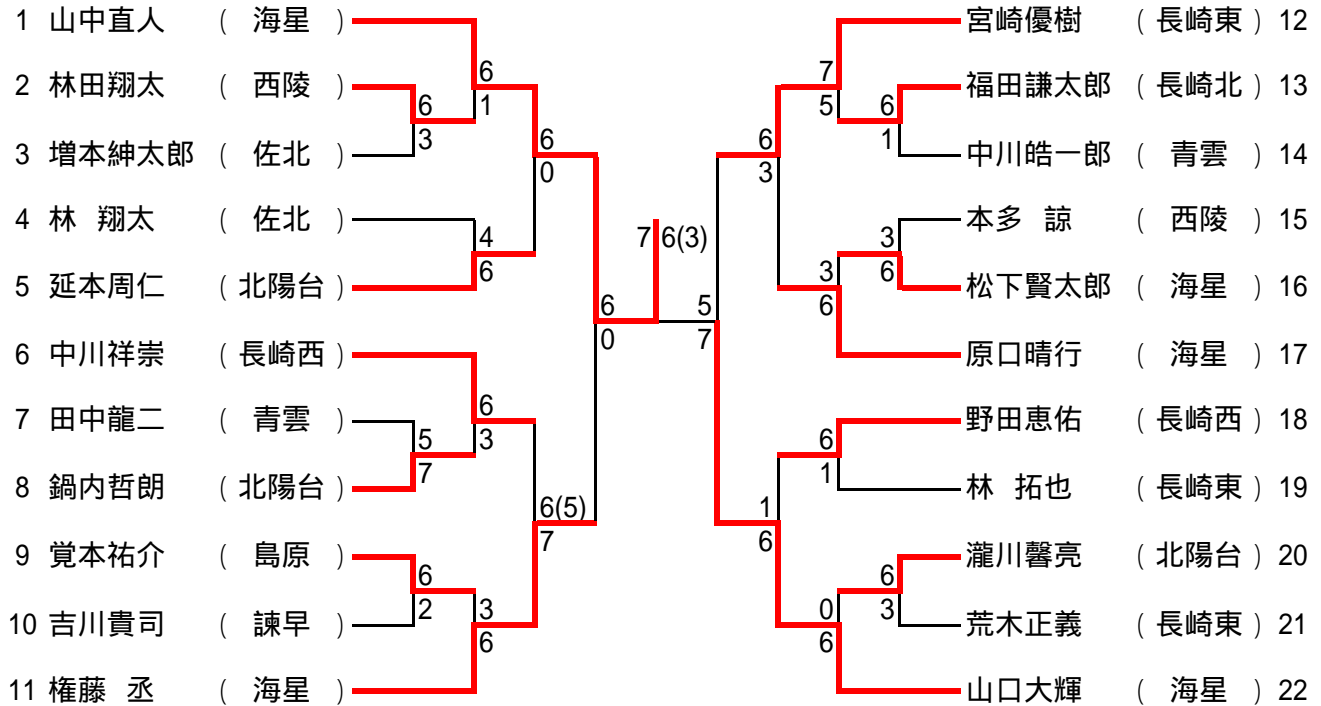 1 山中直人 ( 海星 )
2 林田翔太 ( 西陵 )
3 増本紳太郎 ( 佐北 )
4 林 翔太 ( 佐北 )
5 延本周仁 ( 北陽台 )
6 中川祥崇 ( 長崎西 )
7 田中龍二 ( 青雲 )
8 鍋内哲朗 ( 北陽台 )
9 覚本祐介 ( 島原 )
10 吉川貴司 ( 諫早 )
11 権藤 丞 ( 海星 )
6
1
6
3
6
0
4
6
6
0
6
3
5
7
6(5)
7
6
2
3
6
7 6(3)
5
7
7
5
6
1
6
3
3
6
3
6
6
1
1
6
6
3
0
6
宮崎優樹 ( 長崎東 ) 12
福田謙太郎 ( 長崎北 ) 13
中川皓一郎 ( 青雲 ) 14
本多 諒 ( 西陵 ) 15
松下賢太郎 ( 海星 ) 16
原口晴行 ( 海星 ) 17
野田恵佑 ( 長崎西 ) 18
林 拓也 ( 長崎東 ) 19
瀧川馨亮 ( 北陽台 ) 20
荒木正義 ( 長崎東 ) 21
山口大輝 ( 海星 ) 22